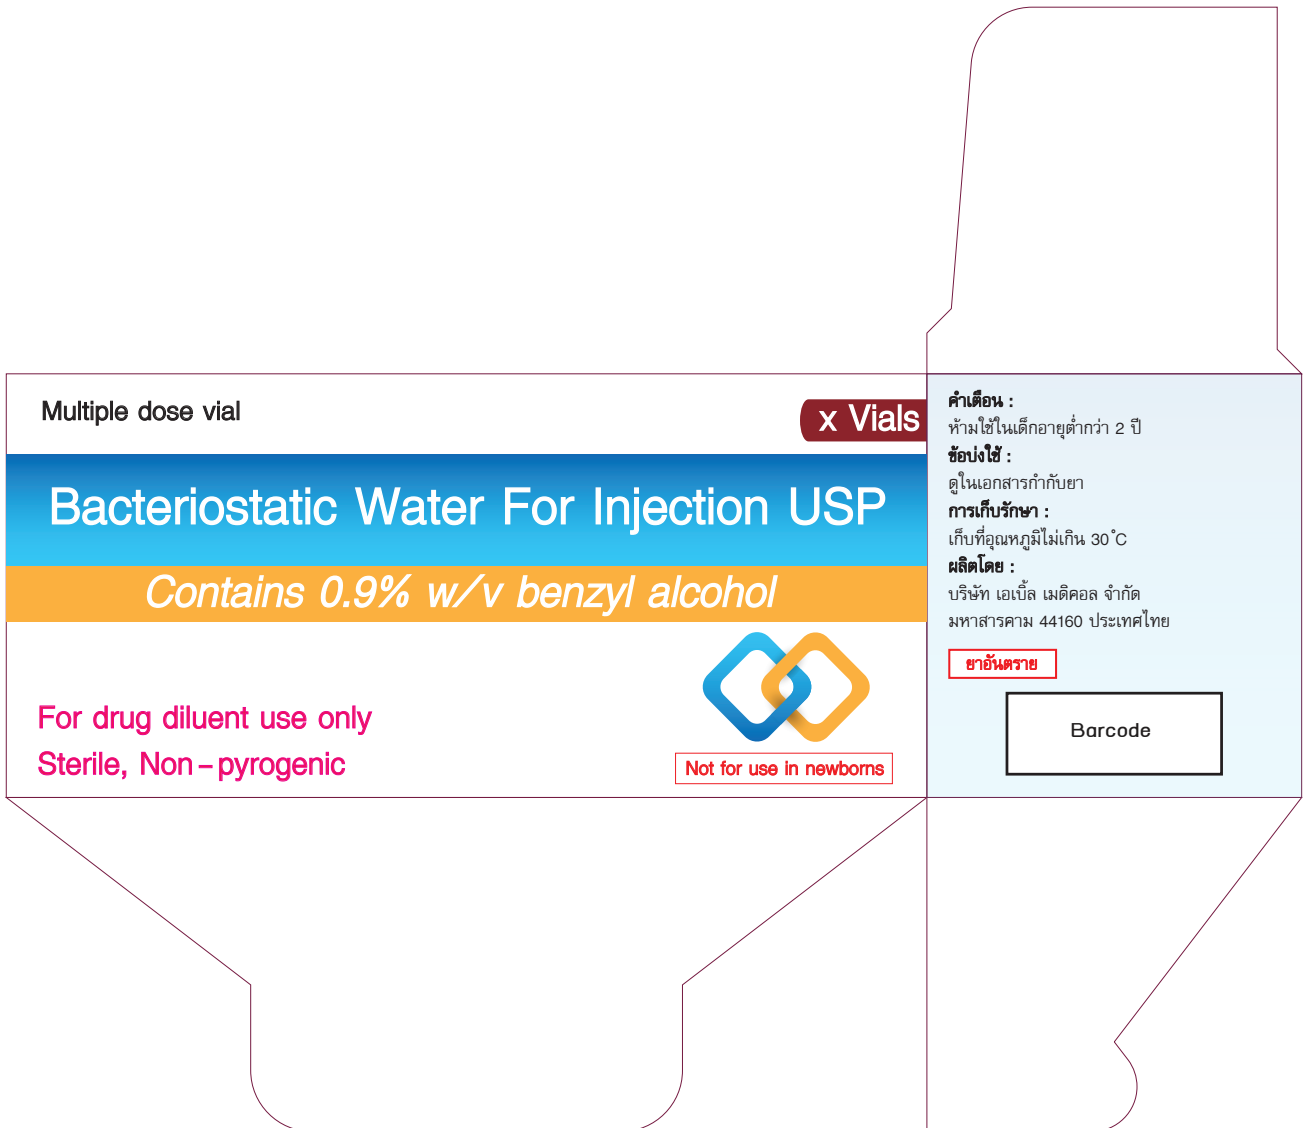 Multiple dose vial
x Vials
Bacteriostatic Water For Injection USP
Contains 0.9% w/v benzyl alcohol
For drug diluent use only
Sterile, Non-pyrogenic
Not for use in newborns
คำเตือน :
ห้ามใช้ในเด็กอายุต่ำกว่า 2 ปี
ข้อบ่งใช้ :
ดูในเอกสารกำกับยา
การเก็บรักษา :
เก็บที่อุณหภูมิไม่เกิน 30°C
ผลิตโดย :
บริษัท เอเบิ้ล เมดิคอล จำกัด
มหาสารคาม 44160 ประเทศไทย
ยาอันตราย
Barcode